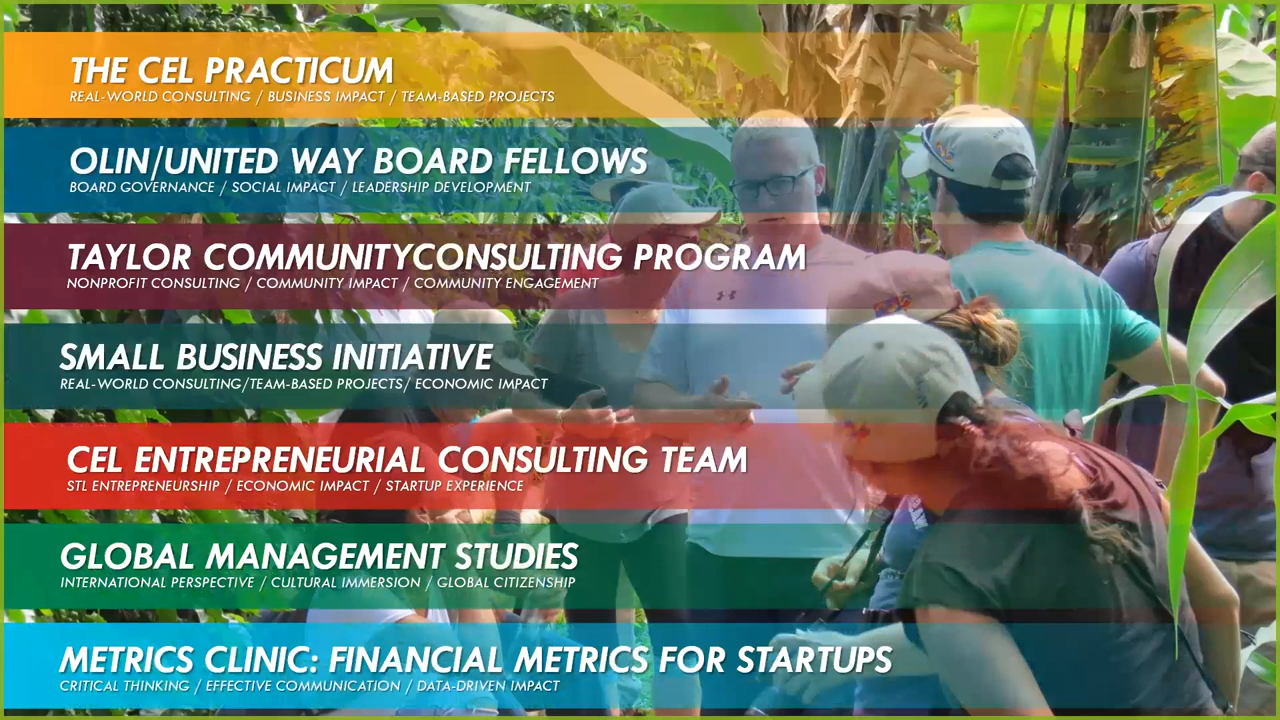 THE CEL PRACTICUM
REAL-WORLD CONSULTING / BUSINESS IMPACT / TEAM-BASED PROJECTS
OLIN/UNITED WAY BOARD FELLOWS
BOARD GOVERNANCE / SOCIAL IMPACT / LEADERSHIP DEVELOPMENT
TAYLOR COMMUNITYCONSULTING PROGRAM
NONPROFIT CONSULTING / COMMUNITY IMPACT / COMMUNITY ENGAGEMENT
SMALL BUSINESS INITIATIVE
REAL-WORLD CONSULTING/TEAM-BASED PROJECTS/ ECONOMIC IMPACT
CEL ENTREPRENEURIAL CONSULTING TEAM
STL ENTREPRENEURSHIP / ECONOMIC IMPACT / STARTUP EXPERIENCE
GLOBAL MANAGEMENT STUDIES
INTERNATIONAL PERSPECTIVE / CULTURAL IMMERSION / GLOBAL CITIZENSHIP
METRICS CLINIC: FINANCIAL METRICS FOR STARTUPS
CRITICAL THINKING / EFFECTIVE COMMUNICATION / DATA-DRIVEN IMPACT